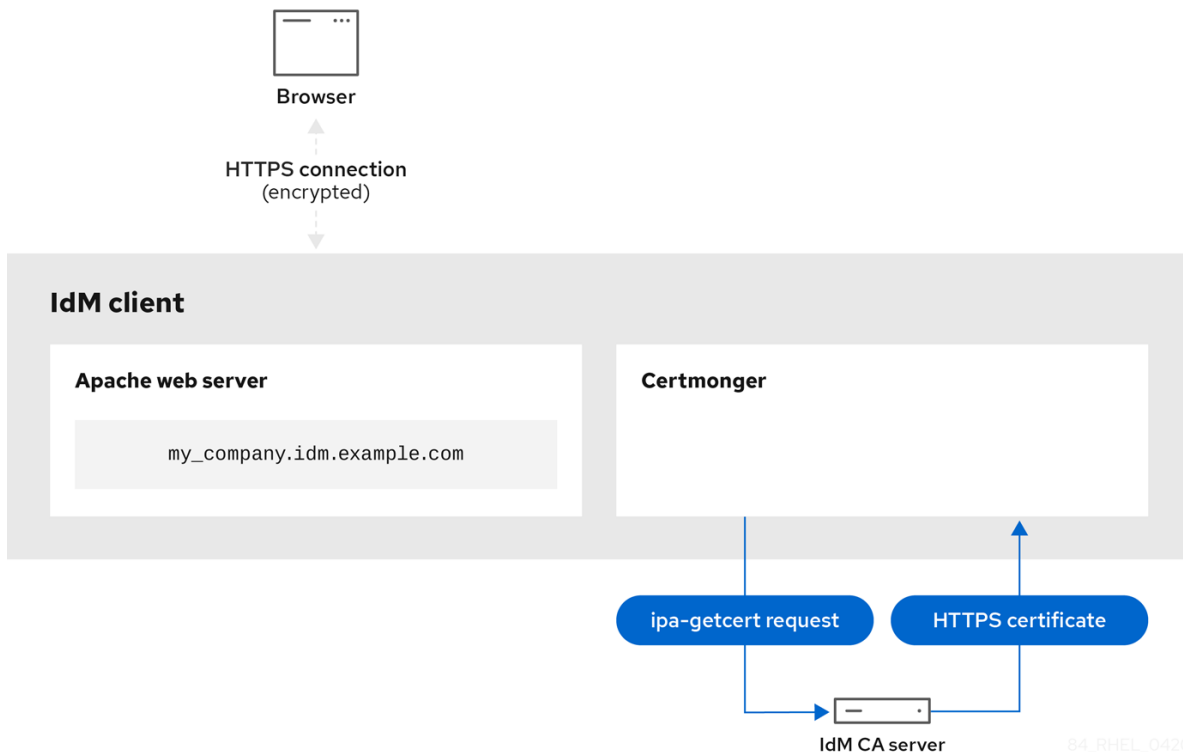 Browser
HTTPS connection
(encrypted)
IdM client
Apache web server
my_company.idm.example.com
Certmonger
ipa-getcert request
HTTPS certificate
IdM CA server